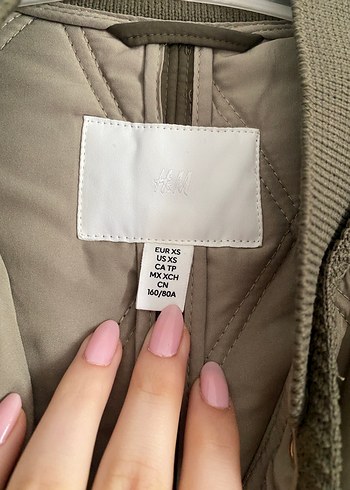 H&M
EUR XS
US XS
CA TP
MX XCH
CN
160/80A